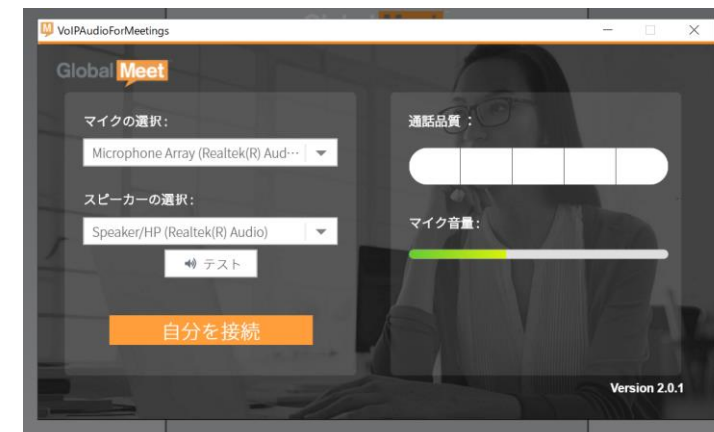 VoIPAudioForMeetings
Global Meet
マイクの選択:
Microphone Array (Realtek(R) Aud…
スピーカーの選択:
Speaker/HP (Realtek(R) Audio)
テスト
自分を接続
通話品質 :
マイク音量:
Version 2.0.1